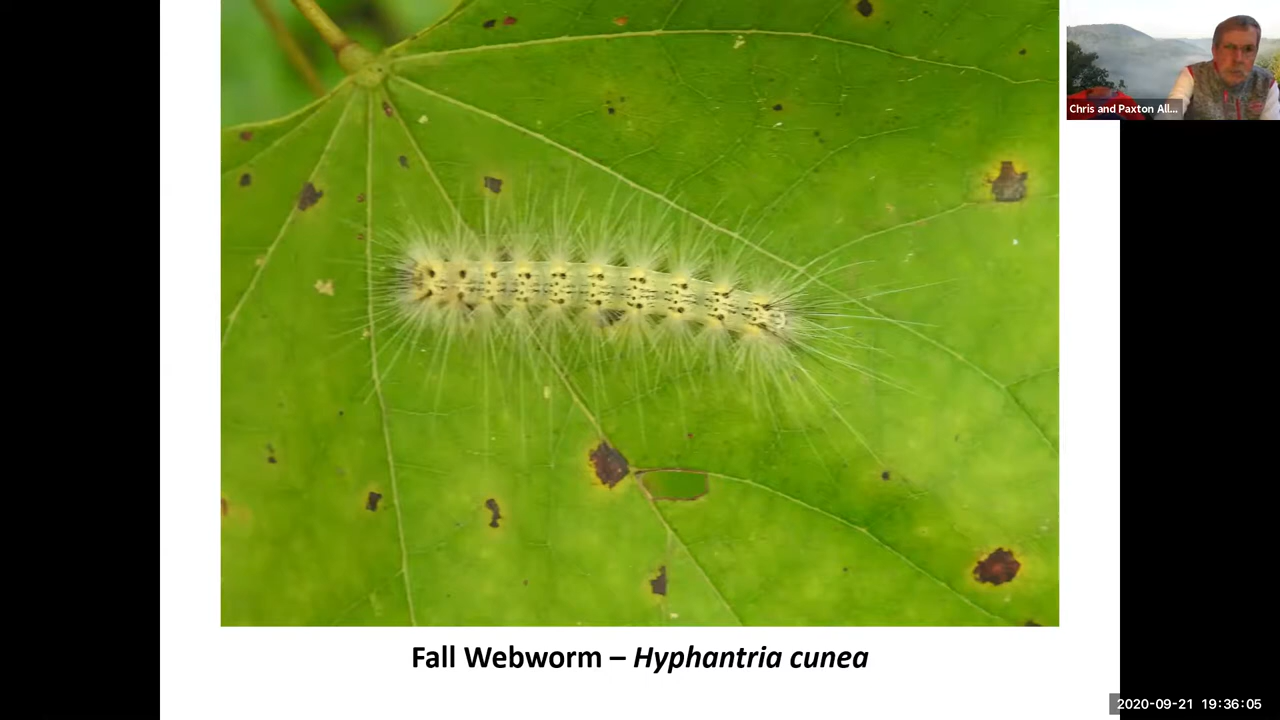 Chris and Paxton All...
Fall Webworm – Hyphantria cunea
2020-09-21 19:36:05